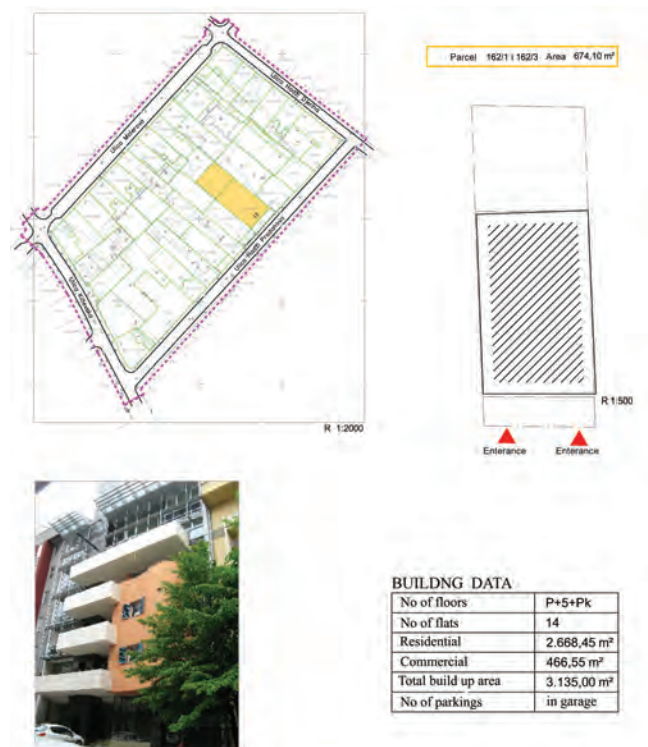 Parcel 162/1 i 162/3 Area 674,10 m²
R 1:2000
R 1:500
Enterance Enterance
BUILDNG DATA
No of floors P+5+Pk
No of flats 14
Residential 2.668,45 m²
Commercial 466,55 m²
Total build up area 3.135,00 m²
No of parkings in garage